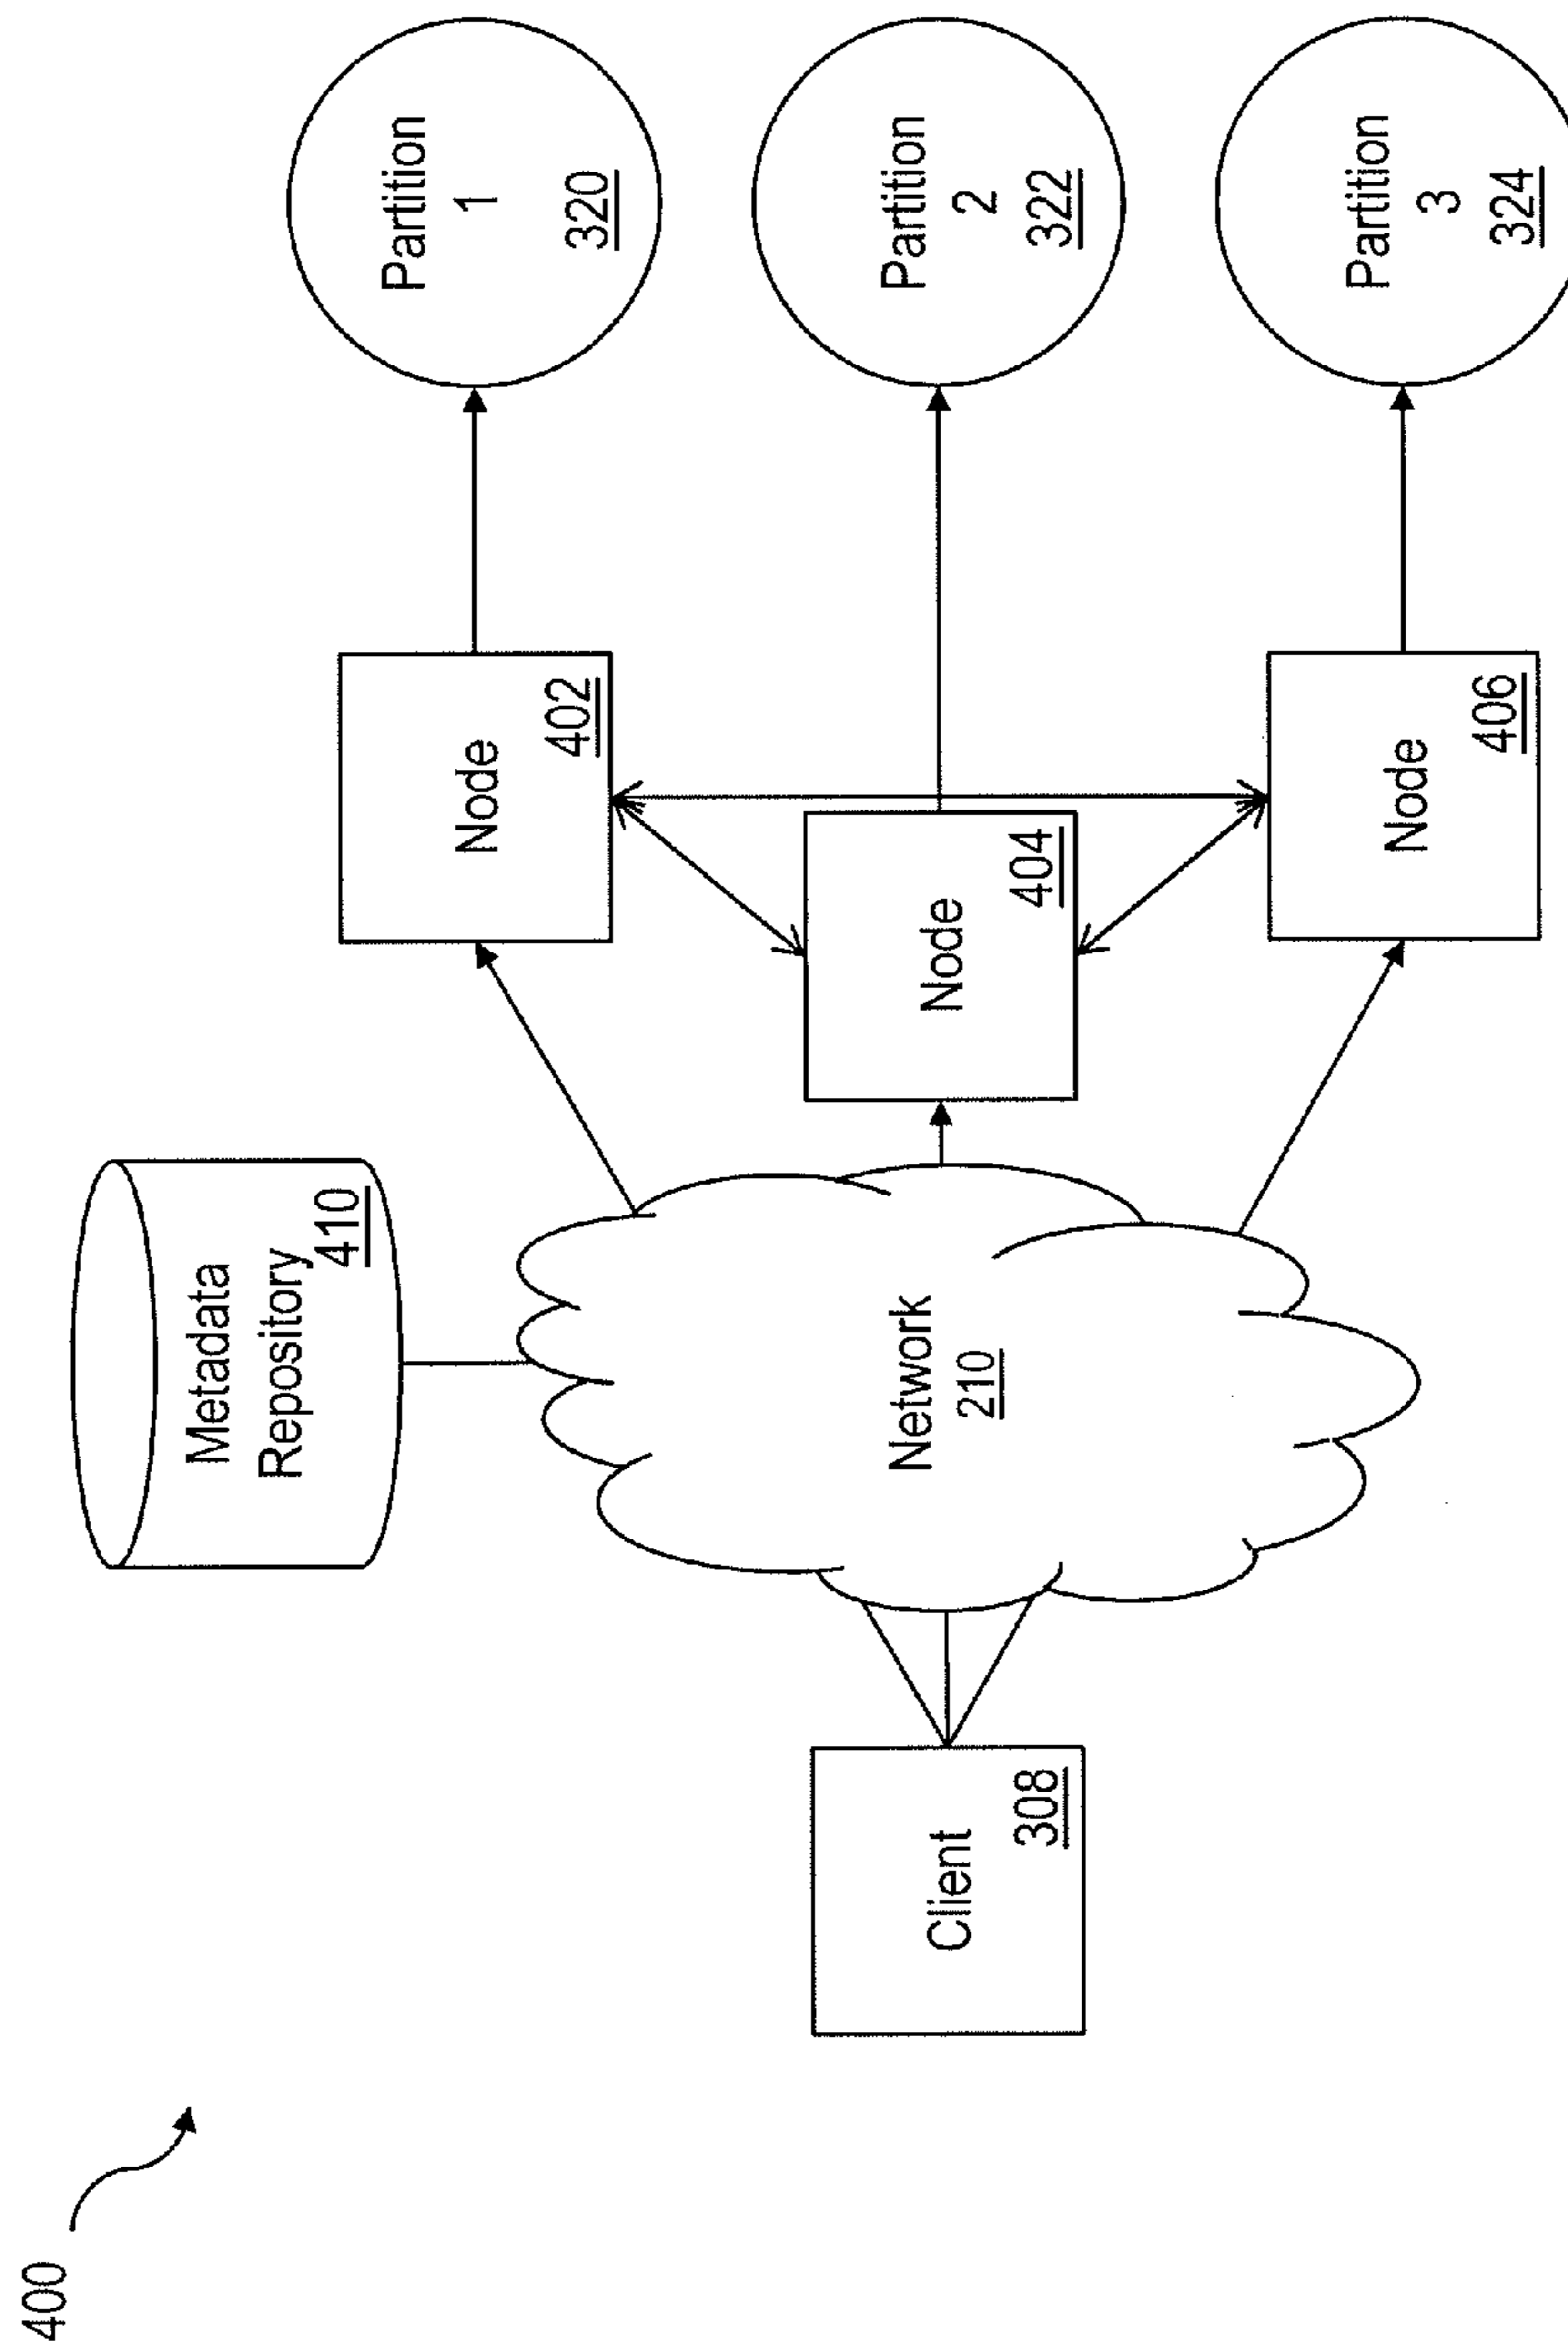 400
Metadata
Repository
410
Client
308
Network
210
Node
402
Node
404
Node
406
Partition
1
320
Partition
2
322
Partition
3
324